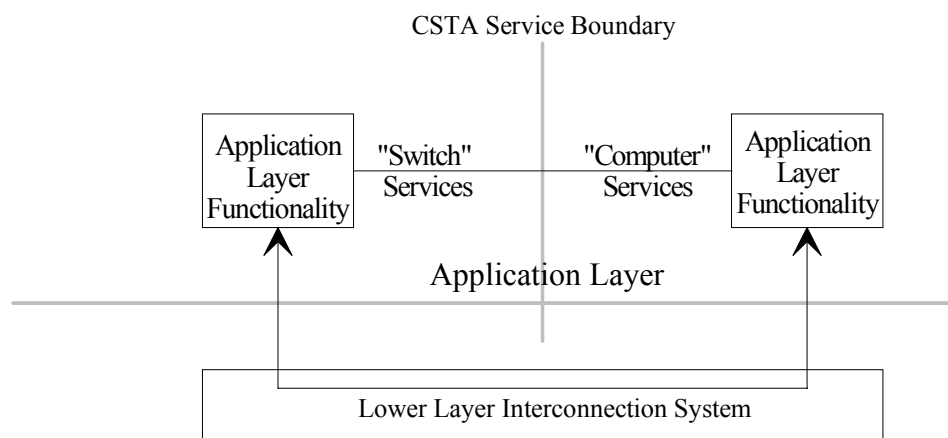 CSTA Service Boundary
Application
Layer
Functionality
"Switch"
Services
"Computer"
Services
Application
Layer
Functionality
Application Layer
Lower Layer Interconnection System